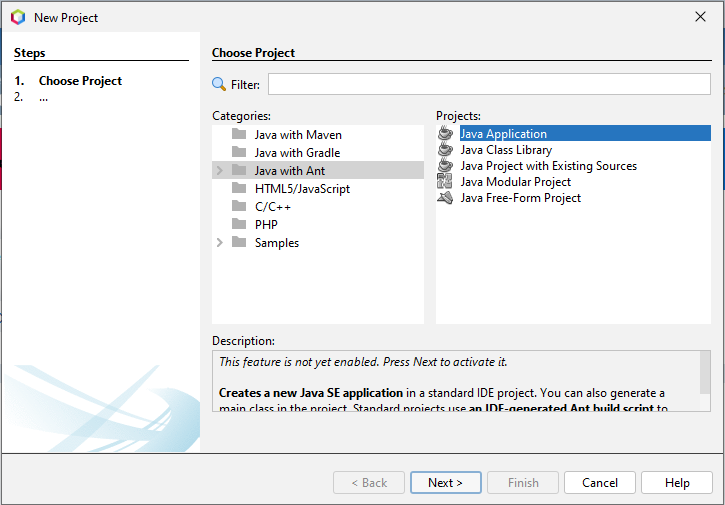 New Project
Steps
1. Choose Project
2. ...
Choose Project
Filter:
Categories:
Java with Maven
Java with Gradle
Java with Ant
HTML5/JavaScript
C/C++
PHP
Samples
Projects:
Java Application
Java Class Library
Java Project with Existing Sources
Java Modular Project
Java Free-Form Project
Description:
This feature is not yet enabled. Press Next to activate it.
Creates a new Java SE application in a standard IDE project. You can also generate a
main class in the project. Standard projects use an IDE-generated Ant build script to
< Back
Next >
Finish
Cancel
Help